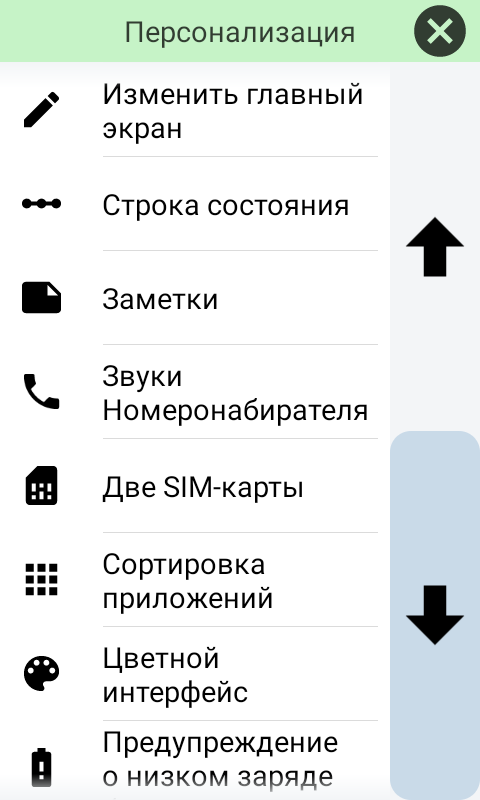 Персонализация
Изменить главный
экран
Строка состояния
Заметки
Звуки
Номеронабирателя
Две SIM-карты
Сортировка
приложений
Цветной
интерфейс
Предупреждение
о низком заряде